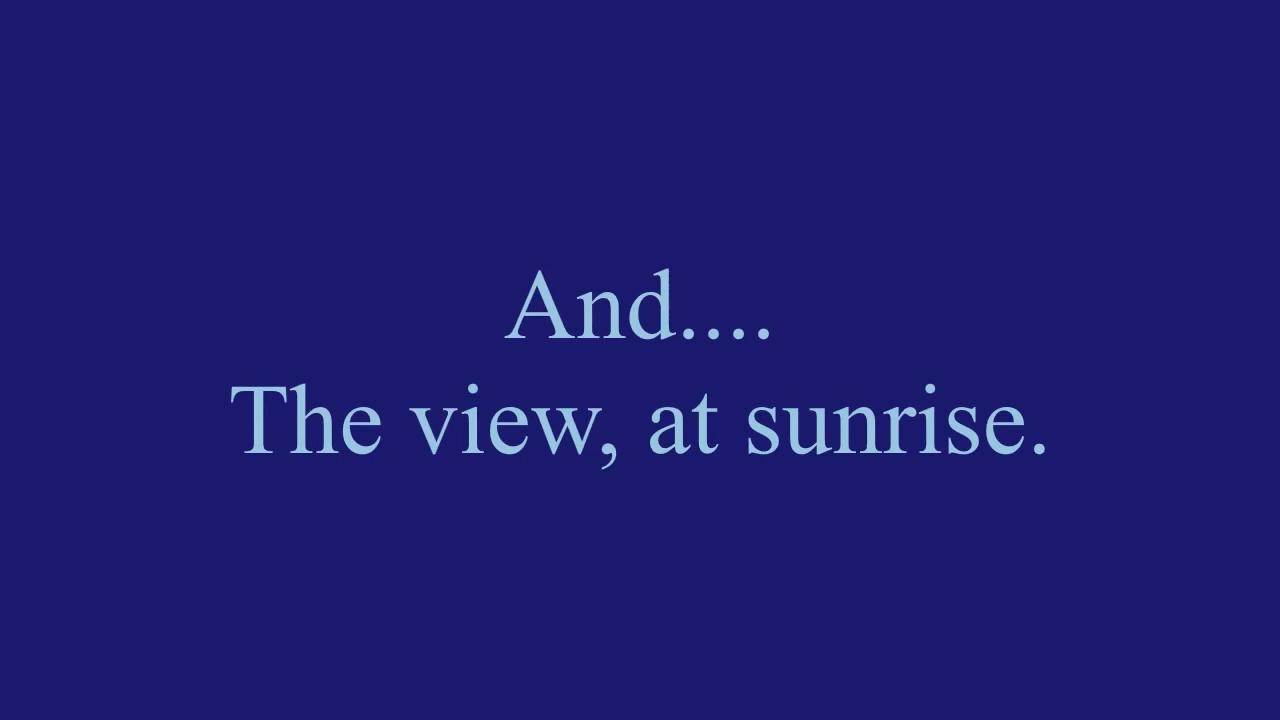 And....
The view, at sunrise.